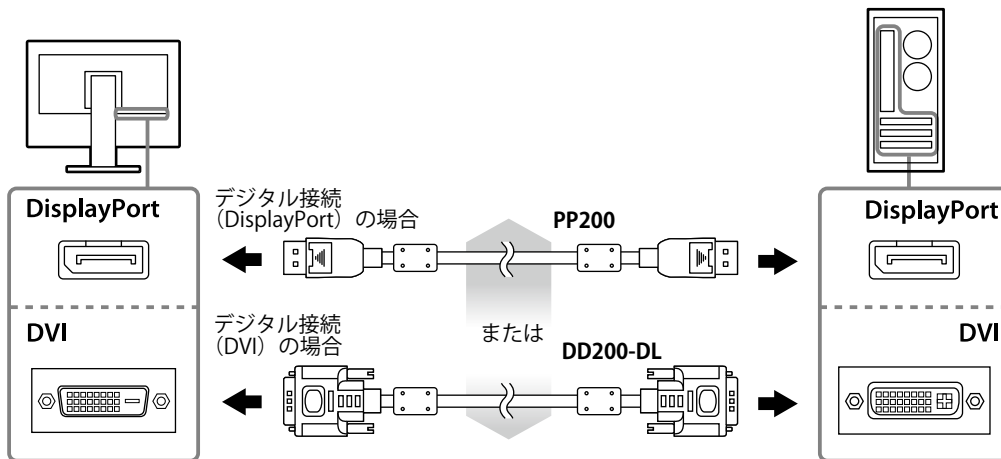 DisplayPort
DVI
デジタル接続
（DisplayPort）の場合
PP200
または
デジタル接続
（DVI）の場合
DD200-DL
DisplayPort
DVI